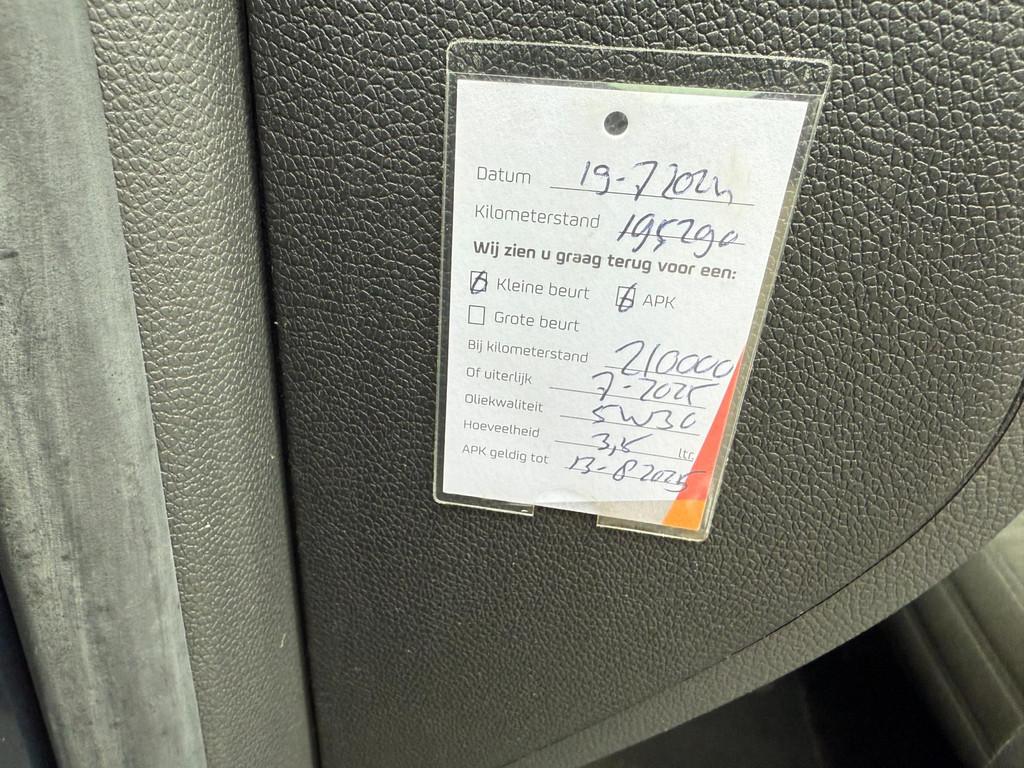 Datum 19-7 2024
Kilometerstand 195290
Wij zien u graag terug voor een:
Kleine beurt APK
Grote beurt
Bij kilometerstand 210000
Of uiterlijk 7-2025
Oliekwaliteit 5W30
Hoeveelheid 3,5 ltr
APK geldig tot 13-8 2025